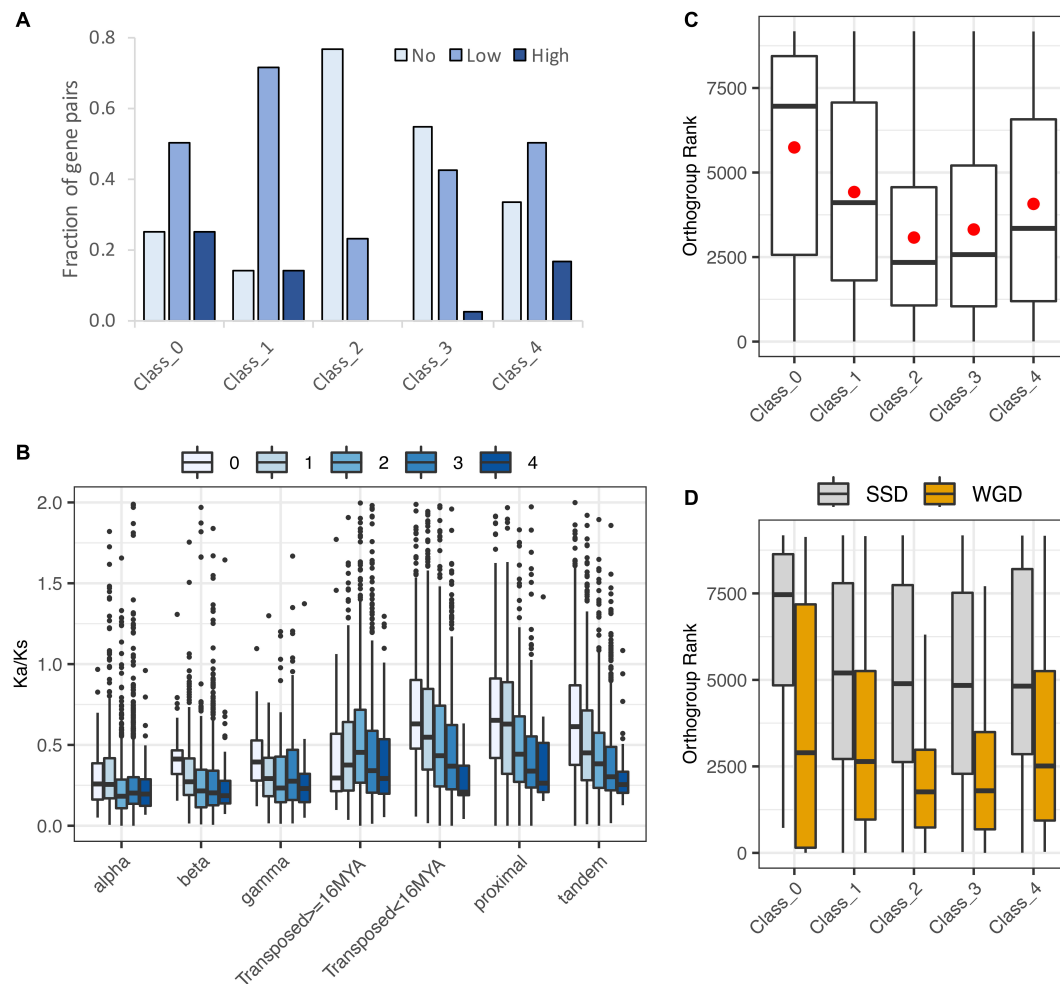 A
No Low High
Fraction of gene pairs
0.8
0.6
0.4
0.2
0.0
Class_0
Class_1
Class_2
Class_3
Class_4
B
0 1 2 3 4
Ka/Ks
2.0
1.5
1.0
0.5
0.0
alpha
beta
gamma
Transposed>=16MYA
Transposed<16MYA
proximal
tandem
C
Orthogroup Rank
7500
5000
2500
0
Class_0
Class_1
Class_2
Class_3
Class_4
D
SSD WGD
Orthogroup Rank
7500
5000
2500
0
Class_0
Class_1
Class_2
Class_3
Class_4